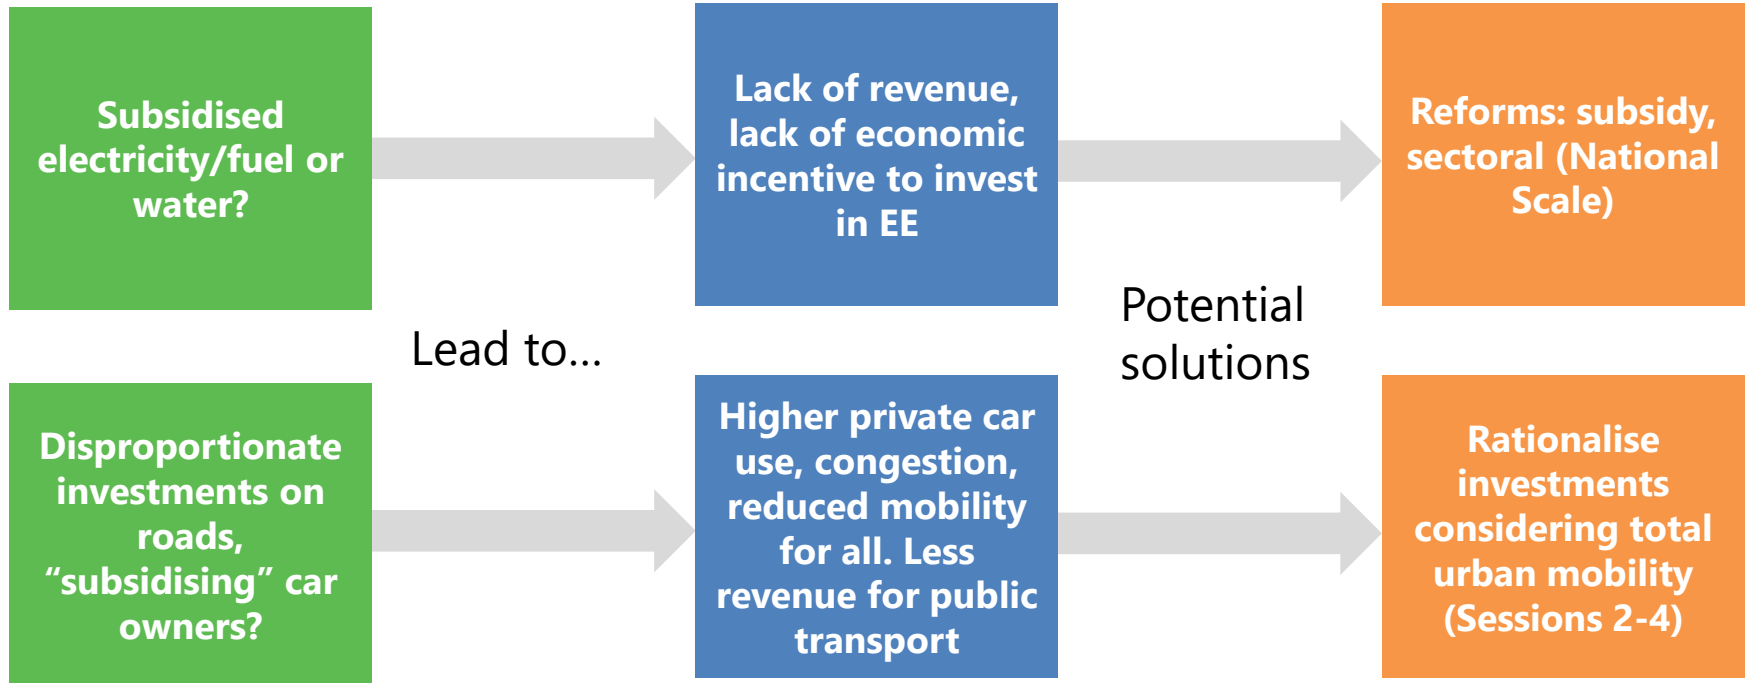 Subsidised
electricity/fuel or
water?
Lack of revenue,
lack of economic
incentive to invest
in EE
Reforms: subsidy,
sectoral (National
Scale)
Lead to...
Potential
solutions
Disproportionate
investments on
roads,
“subsidising” car
owners?
Higher private car
use, congestion,
reduced mobility
for all. Less
revenue for public
transport
Rationalise
investments
considering total
urban mobility
(Sessions 2-4)